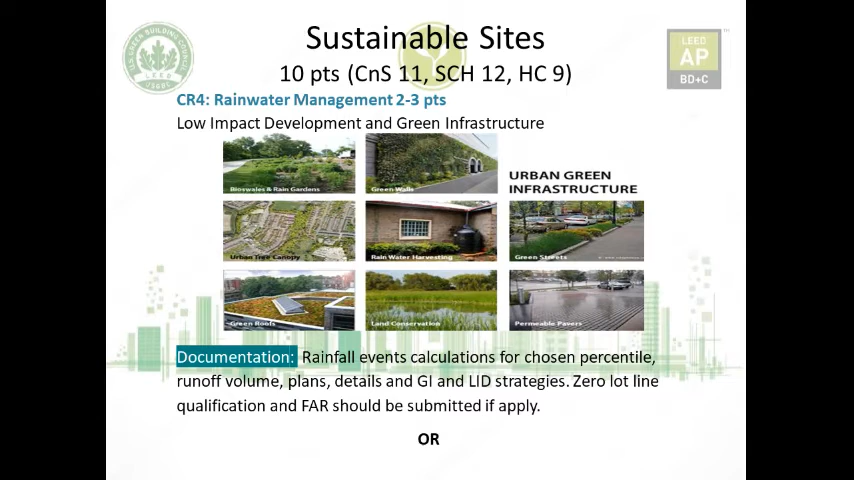 Sustainable Sites
10 pts (CnS 11, SCH 12, HC 9)
LEED
AP
BD+C
CR4: Rainwater Management 2-3 pts
Low Impact Development and Green Infrastructure
Bioswales & Rain Gardens
Green Walls
URBAN GREEN
INFRASTRUCTURE
Urban Tree Canopy
Rain Water Harvesting
Green Streets
Green Roofs
Land Conservation
Permeable Pavers
Documentation: Rainfall events calculations for chosen percentile,
runoff volume, plans, details and GI and LID strategies. Zero lot line
qualification and FAR should be submitted if apply.
OR